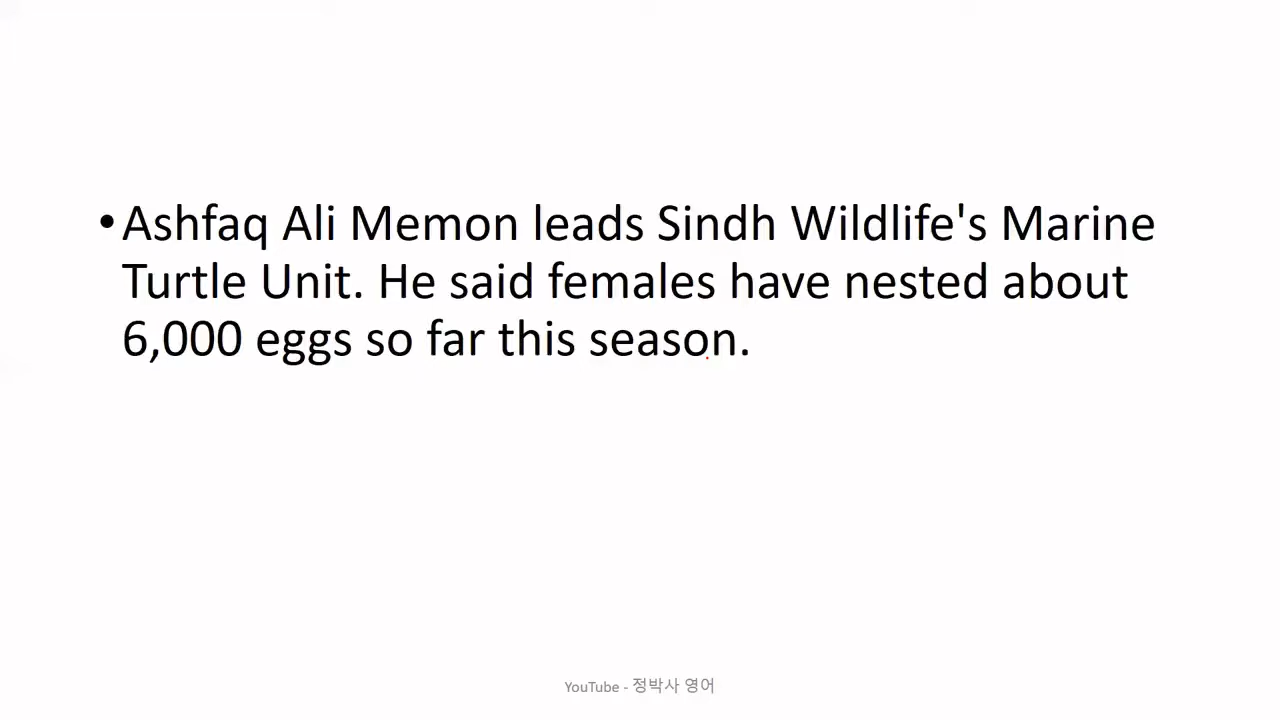 •Ashfaq Ali Memon leads Sindh Wildlife's Marine
Turtle Unit. He said females have nested about
6,000 eggs so far this season.
YouTube - 정박사 영어